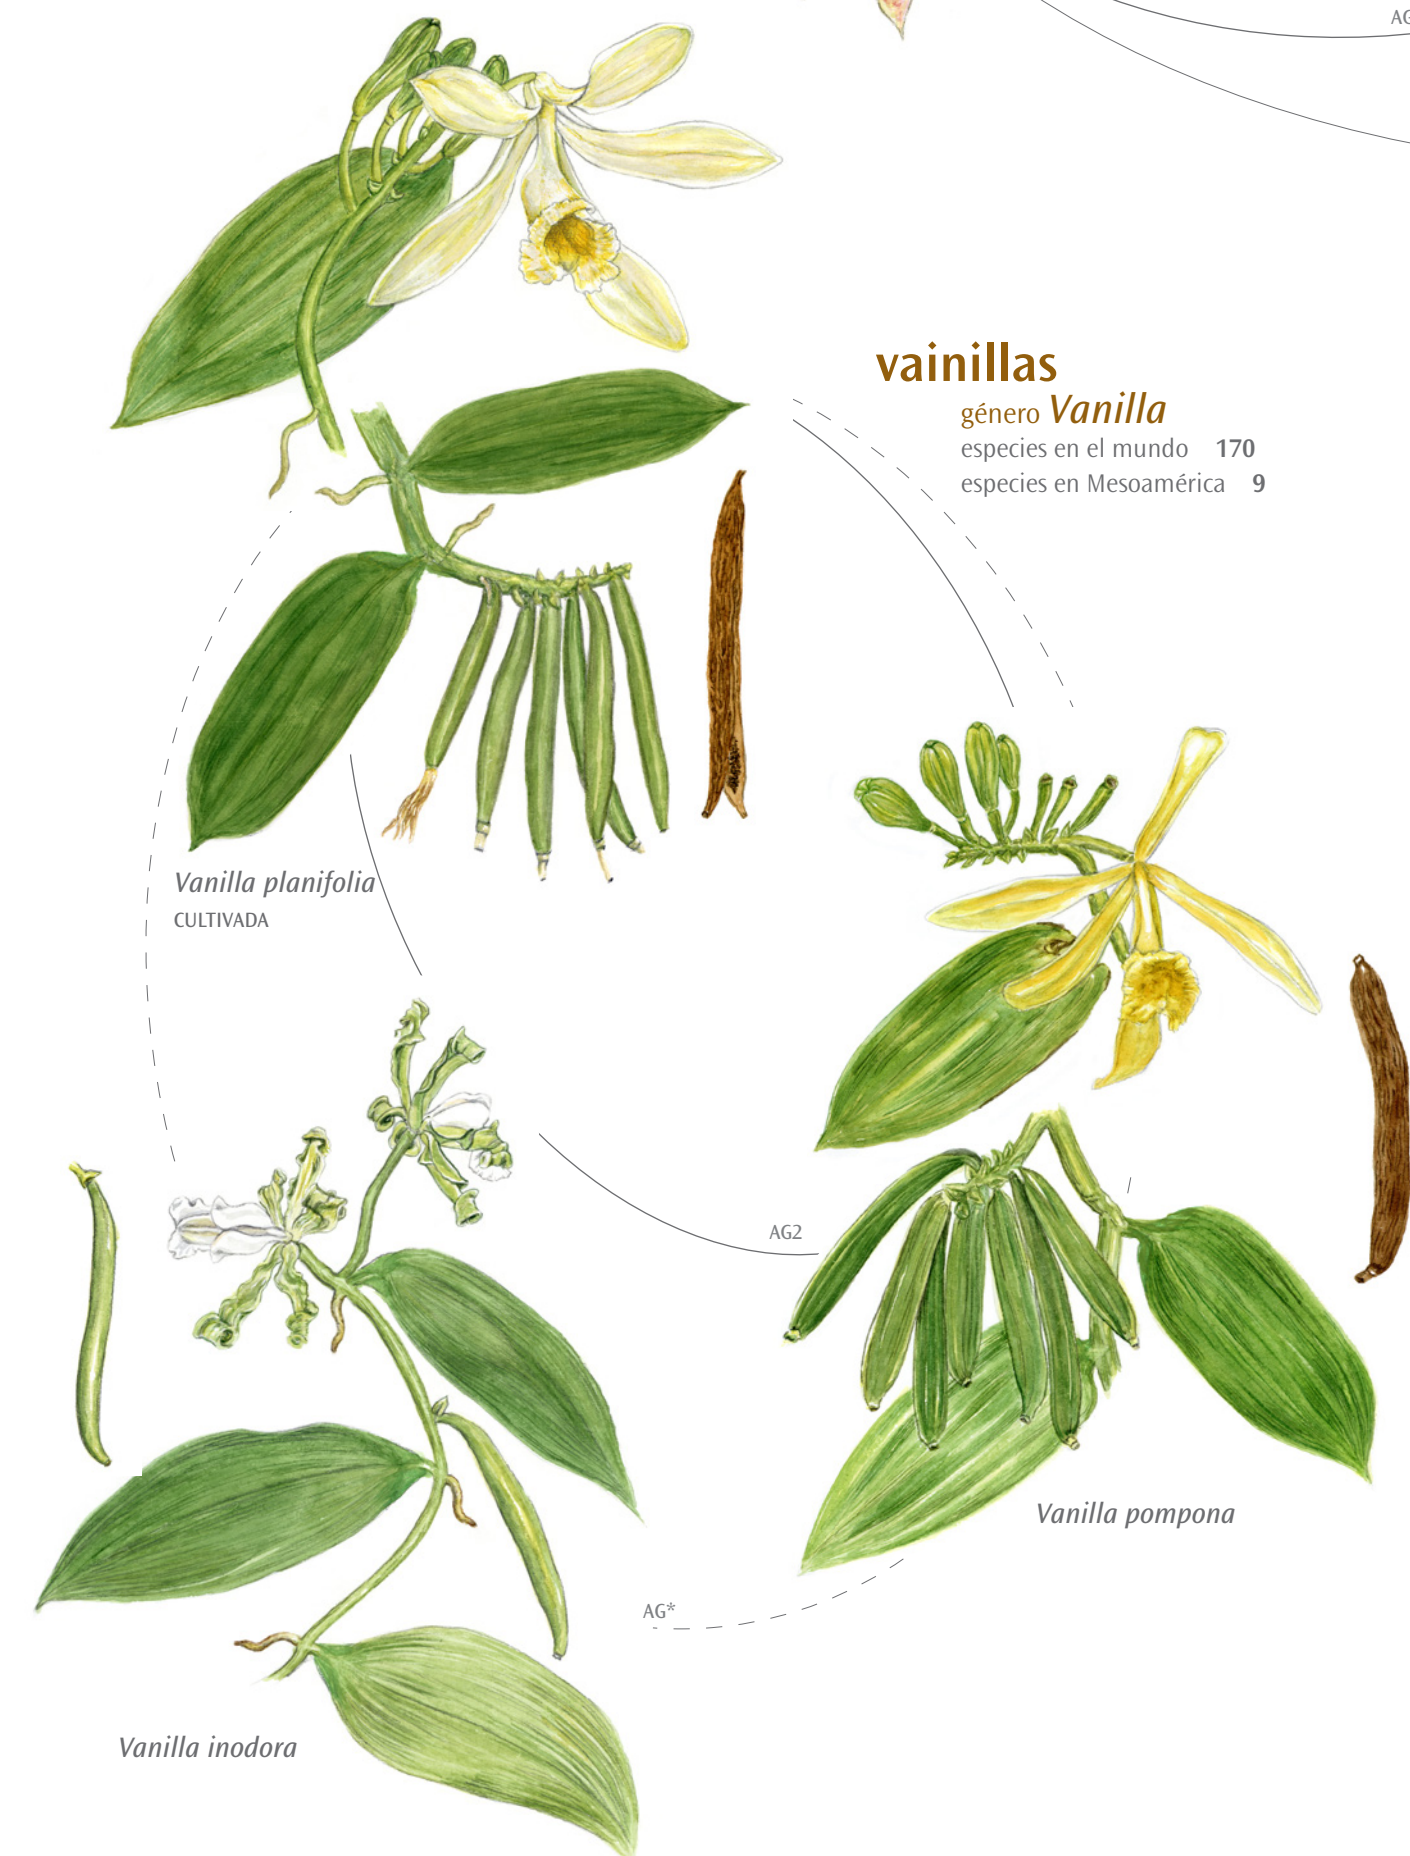 AG
vainillas
género Vanilla
especies en el mundo 170
especies en Mesoamérica 9
Vanilla planifolia
CULTIVADA
AG2
Vanilla pompona
AG*
Vanilla inodora